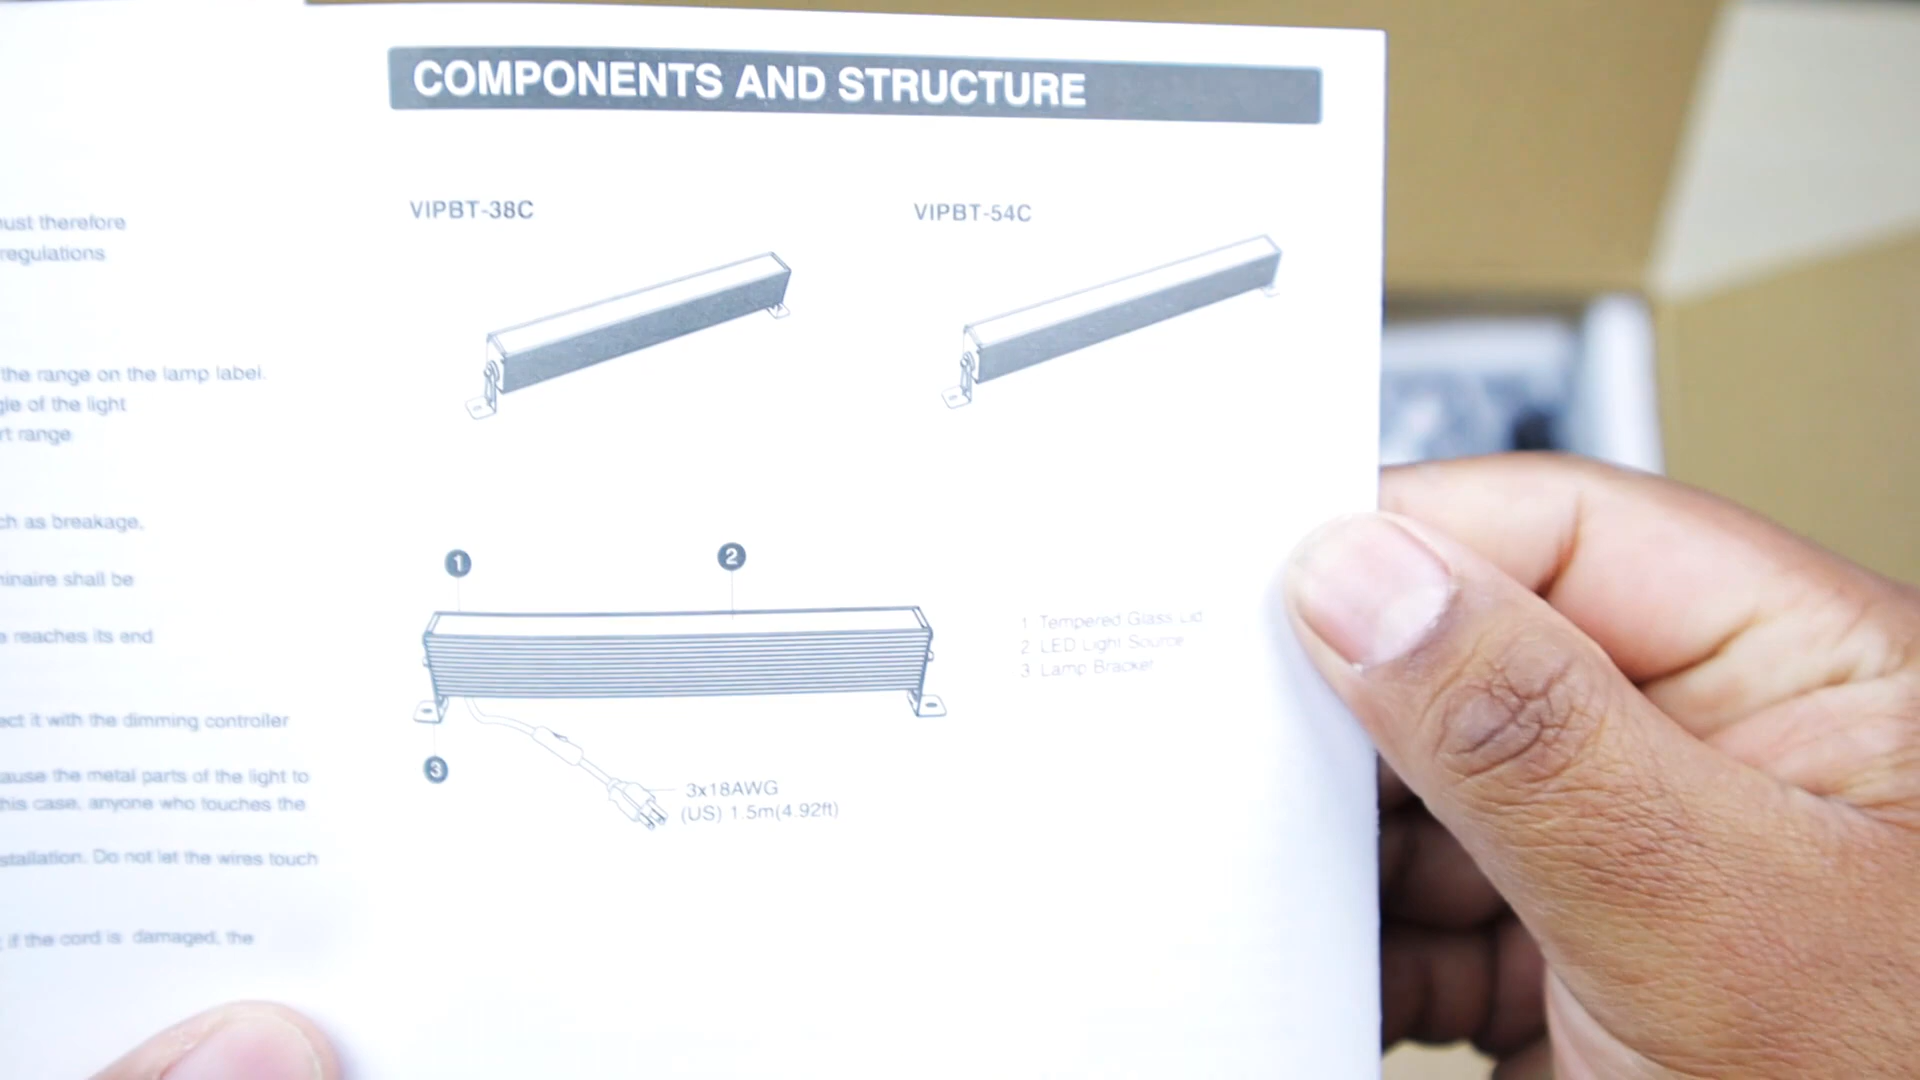 ust therefore
regulations
the range on the lamp label.
gle of the light
rt range
ch as breakage,
ninaire shall be
reaches its end
ect it with the dimming controller
ause the metal parts of the light to
his case, anyone who touches the
stallation. Do not let the wires touch
if the cord is damaged, the
COMPONENTS AND STRUCTURE
VIPBT-38C
VIPBT-54C
1
2
3
3x18AWG
(US) 1.5m(4.92ft)
1 Tempered Glass Lid
2 LED Light Source
3 Lamp Bracket